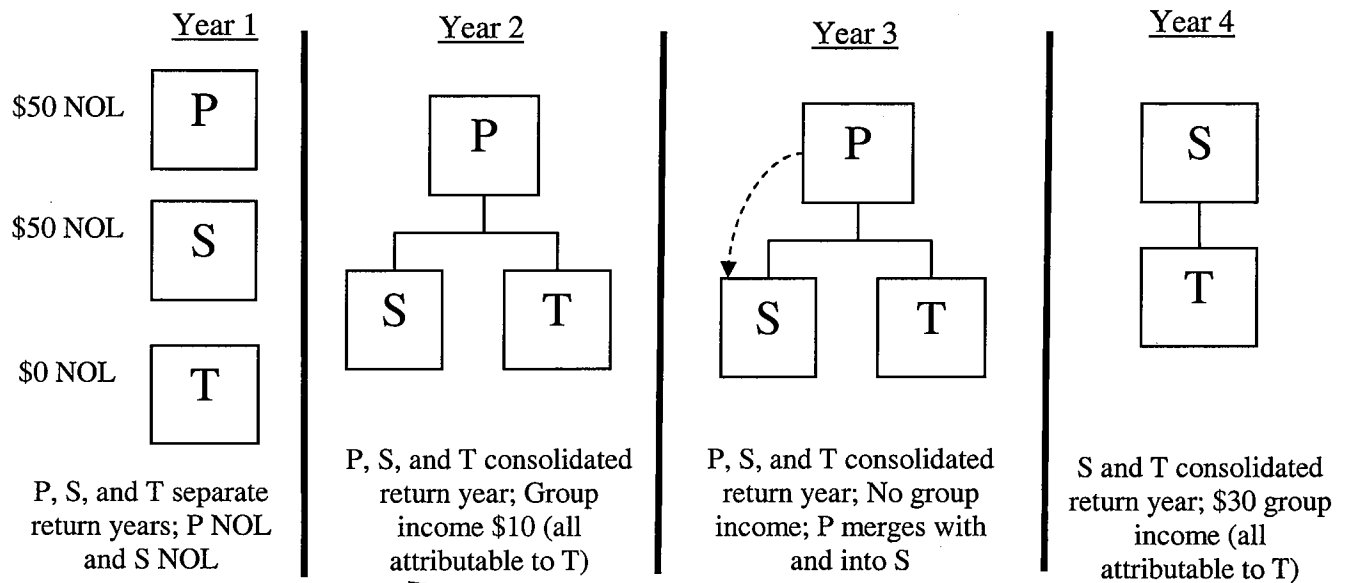 Year 1
$50 NOL
P
$50 NOL
S
$0 NOL
T
P, S, and T separate
return years; P NOL
and S NOL
Year 2
P
S
T
P, S, and T consolidated
return year; Group
income $10 (all
attributable to T)
Year 3
P
S
T
P, S, and T consolidated
return year; No group
income; P merges with
and into S
Year 4
S
T
S and T consolidated
return year; $30 group
income (all
attributable to T)